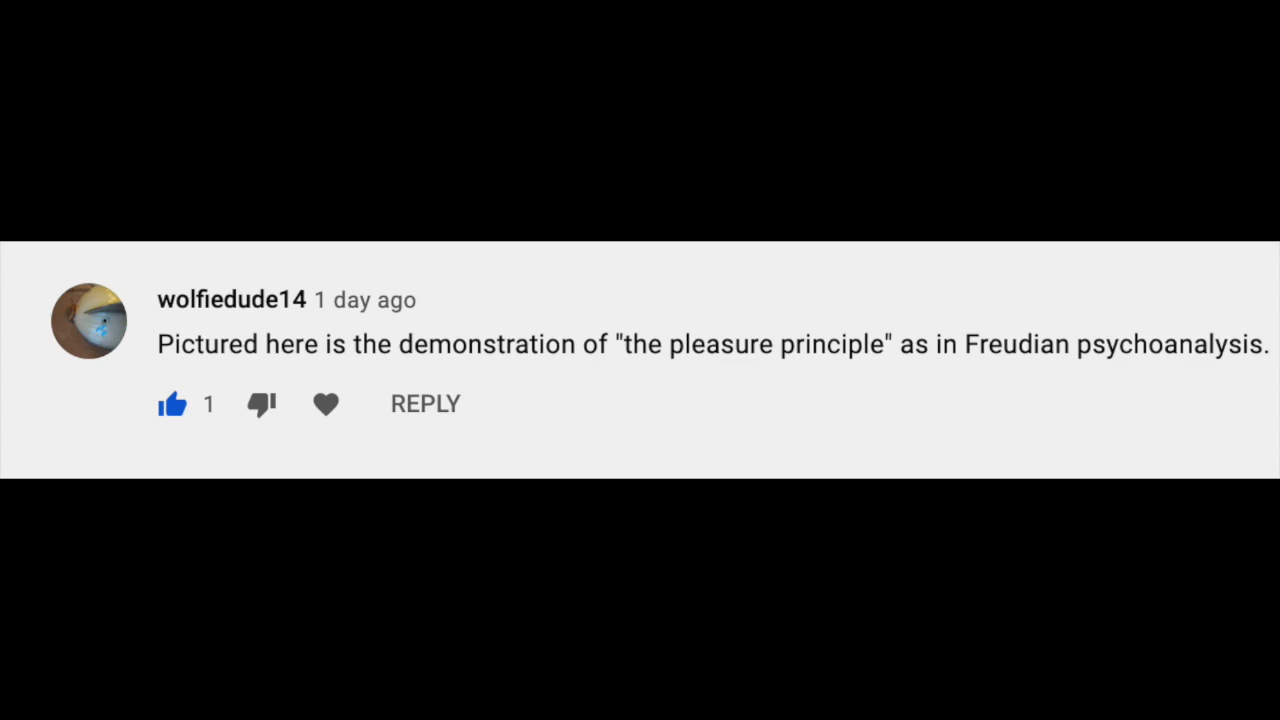 wolfiedude14 1 day ago
Pictured here is the demonstration of "the pleasure principle" as in Freudian psychoanalysis.
1 REPLY